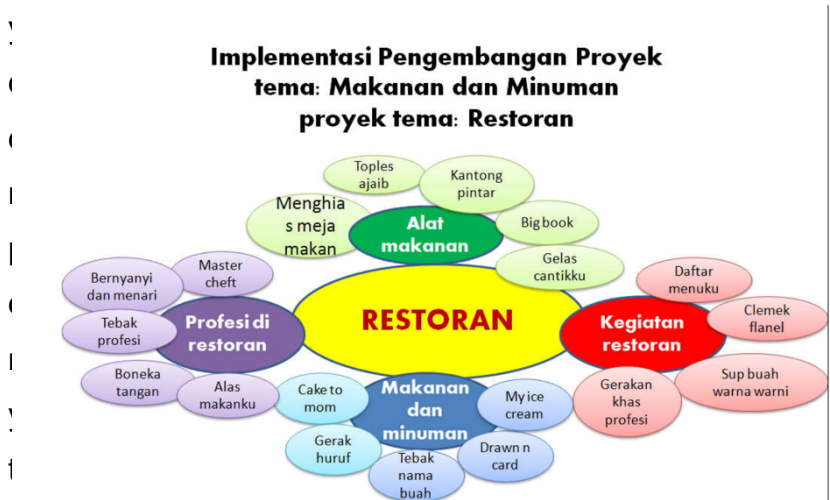 Implementasi Pengembangan Proyek
tema: Makanan dan Minuman
proyek tema: Restoran
Toples
ajaib
Kantong
pintar
Menghia
s meja
makan
Alat
makanan
Big book
Gelas
cantikku
Master
cheft
Bernyanyi
dan menari
Tebak
profesi
Profesi di
restoran
Boneka
tangan
Alas
makanku
RESTORAN
Daftar
menuku
Clemek
flanel
Kegiatan
restoran
Sup buah
warna warni
Gerakan
khas
profesi
Cake to
mom
Makanan
dan
minuman
My ice
cream
Gerak
huruf
Tebak
nama
buah
Drawn n
card